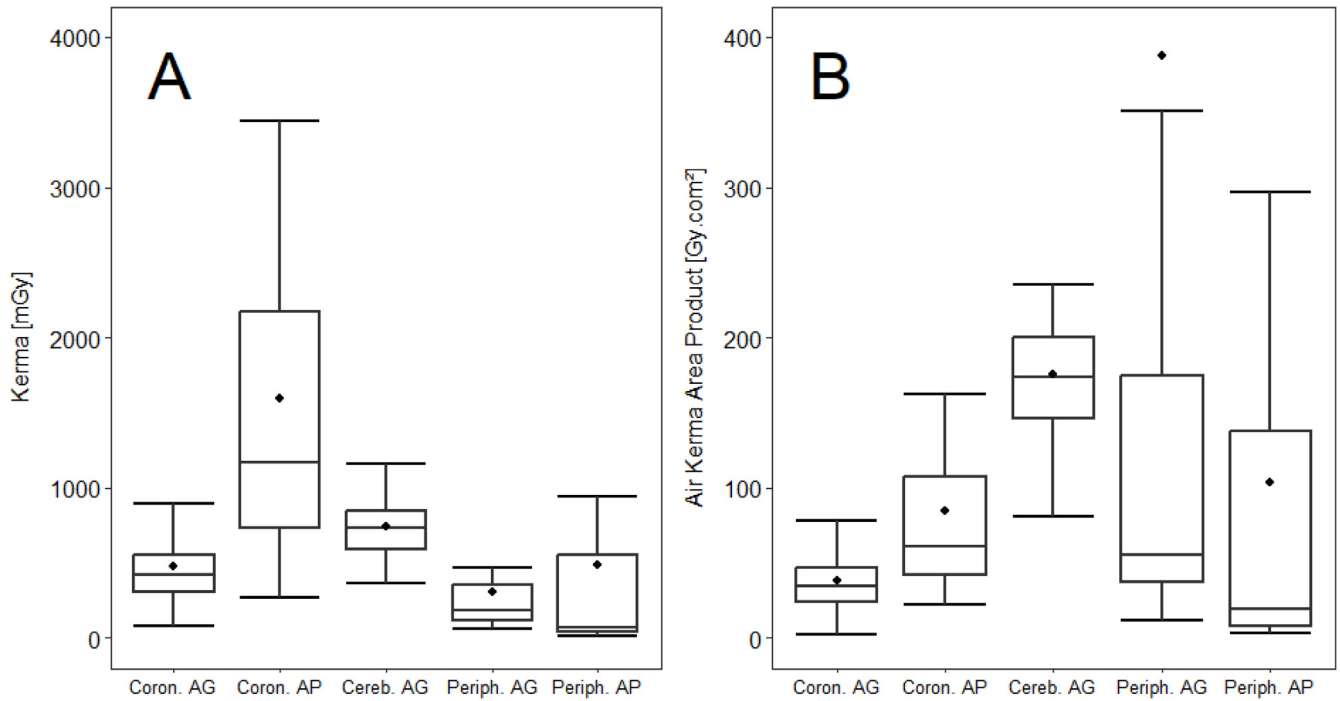 A
Kerma [mGy]
4000
3000
2000
1000
0
Coron. AG Coron. AP Cereb. AG Periph. AG Periph. AP
B
Air Kerma Area Product [Gy.com²]
400
300
200
100
0
Coron. AG Coron. AP Cereb. AG Periph. AG Periph. AP